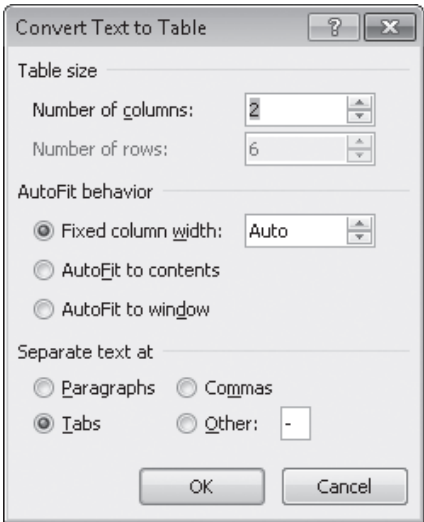 Convert Text to Table
Table size
Number of columns: 2
Number of rows: 6
AutoFit behavior
Fixed column width: Auto
AutoFit to contents
AutoFit to window
Separate text at
Paragraphs Commas
Tabs Other: -
OK Cancel